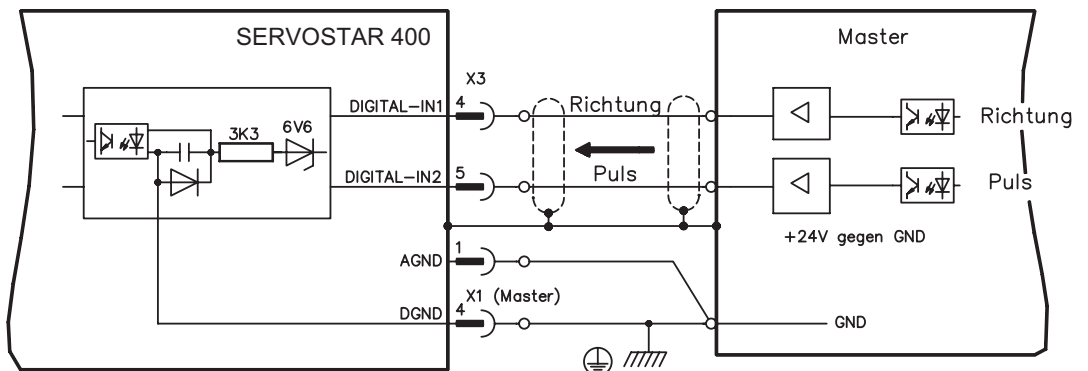 SERVOSTAR 400
Master
X3
DIGITAL-IN1
4
Richtung
Richtung
3K3
6V6
DIGITAL-IN2
5
Puls
Puls
+24V gegen GND
AGND
1
X1 (Master)
DGND
4
GND